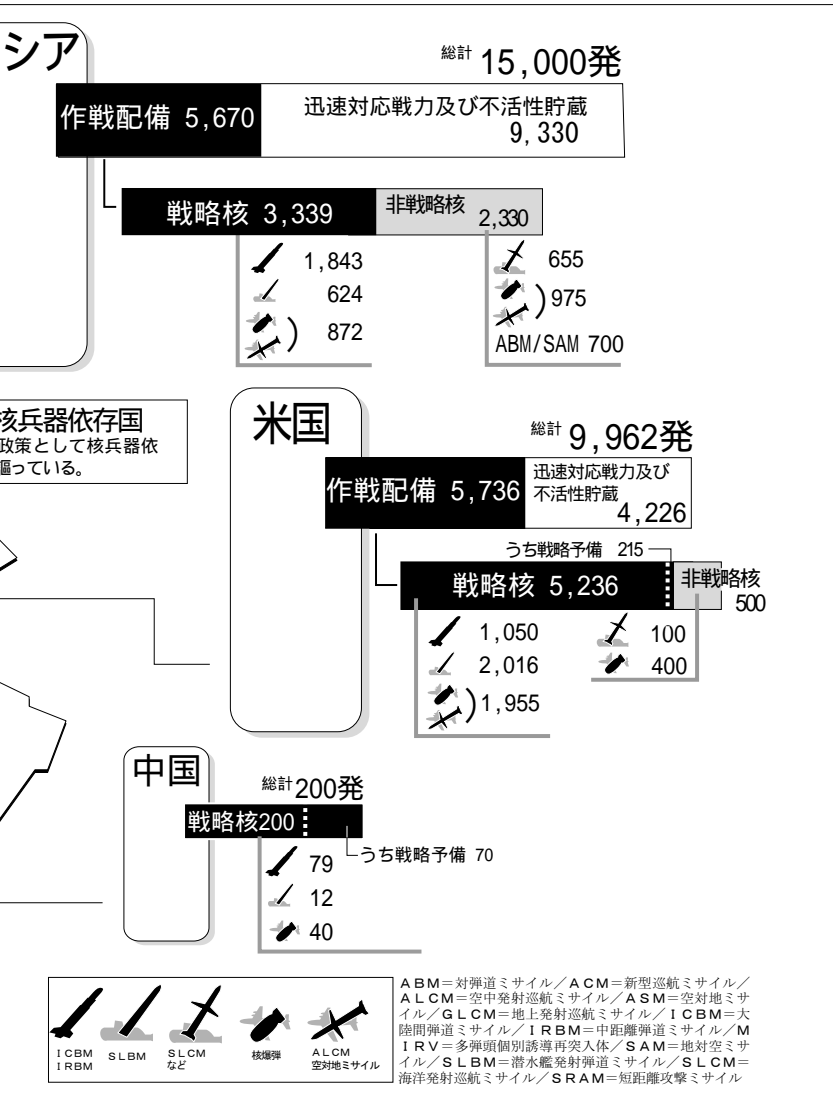 シア
総計 15,000発
作戦配備 5,670
迅速対応戦力及び不活性貯蔵
9,330
戦略核 3,339
非戦略核
2,330
1,843
624
872
655
975
ABM/SAM 700
核兵器依存国
政策として核兵器依
っている。
米国
総計 9,962発
作戦配備 5,736
迅速対応戦力及び
不活性貯蔵
4,226
うち戦略予備 215
戦略核 5,236
非戦略核
500
1,050
2,016
1,955
100
400
中国
総計200発
戦略核200
うち戦略予備 70
79
12
40
ICBM
IRBM
SLBM
SLCM
など
核爆弾
ALCM
空対地ミサイル
ABM=対弾道ミサイル/ACM=新型巡航ミサイル/
ALCM=空中発射巡航ミサイル/ASM=空対地ミサ
イル/GLCM=地上発射巡航ミサイル/ICBM=大
陸間弾道ミサイル/IRBM=中距離弾道ミサイル/M
IRV=多弾頭個別誘導再突入体/SAM=地対空ミサ
イル/SLBM=潜水艦発射弾道ミサイル/SLCM=
海洋発射巡航ミサイル/SRAM=短距離攻撃ミサイル